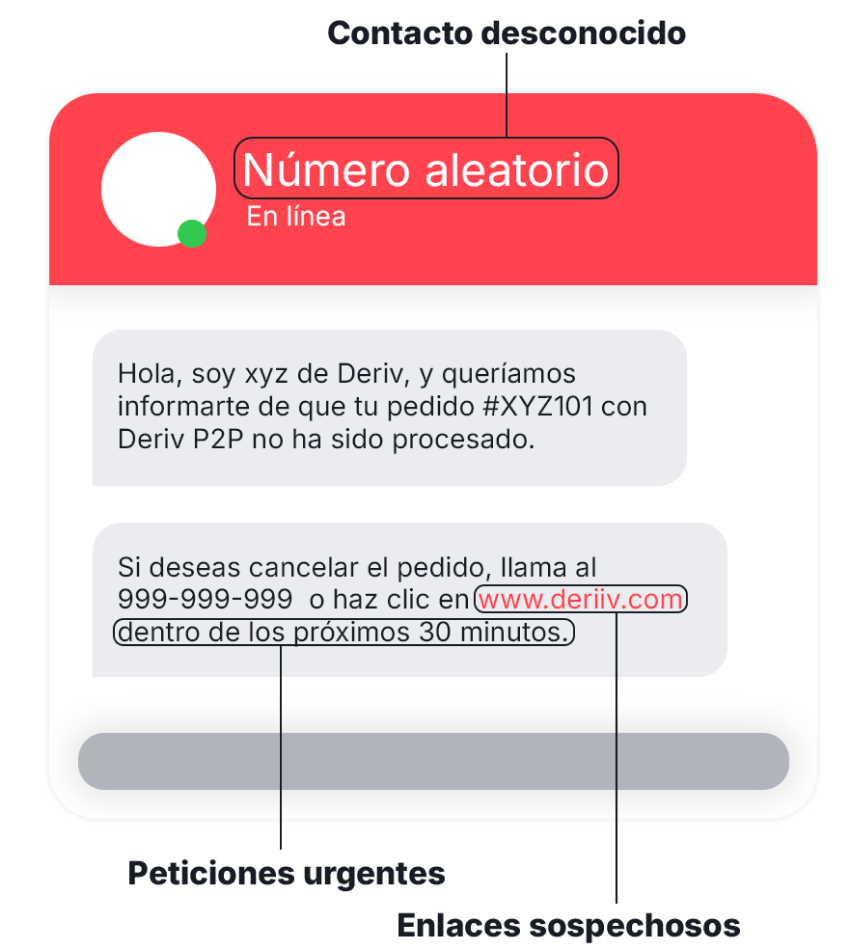 Contacto desconocido
Número aleatorio
En línea
Hola, soy xyz de Deriv, y queríamos
informarte de que tu pedido #XYZ101 con
Deriv P2P no ha sido procesado.
Si deseas cancelar el pedido, llama al
999-999-999 o haz clic en www.deriiv.com
dentro de los próximos 30 minutos.
Peticiones urgentes
Enlaces sospechosos